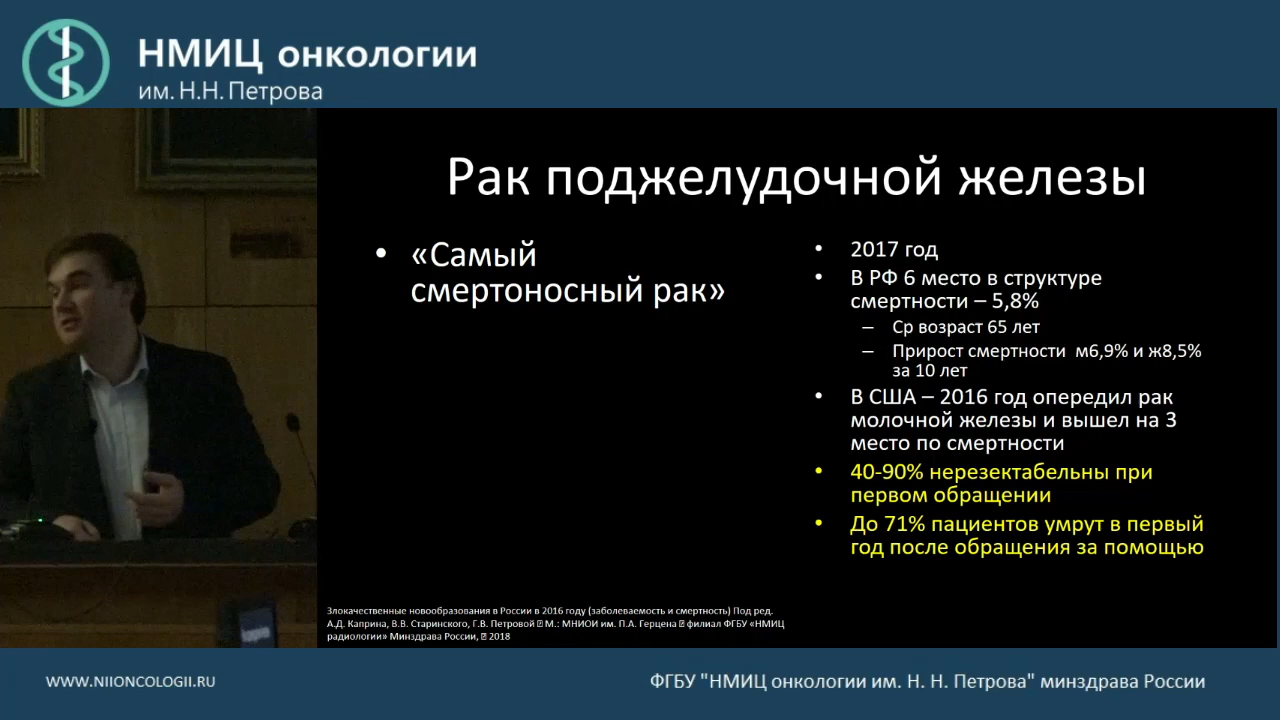 НМИЦ онкологии
им. Н.Н. Петрова
Рак поджелудочной железы
• «Самый
смертоносный рак»
• 2017 год
• В РФ 6 место в структуре
смертности – 5,8%
– Ср возраст 65 лет
– Прирост смертности м6,9% и ж8,5%
за 10 лет
• В США – 2016 год опередил рак
молочной железы и вышел на 3
место по смертности
• 40-90% нерезектабельны при
первом обращении
• До 71% пациентов умрут в первый
год после обращения за помощью
Злокачественные новообразования в России в 2016 году (заболеваемость и смертность) Под ред.
А.Д. Каприна, В.В. Старинского, Г.В. Петровой ⍰ М.: МНИОИ им. П.А. Герцена ⍰ филиал ФГБУ «НМИЦ
радиологии» Минздрава России, ⍰ 2018
WWW.NIIONCOLOGII.RU
ФГБУ "НМИЦ онкологии им. Н. Н. Петрова" минздрава России